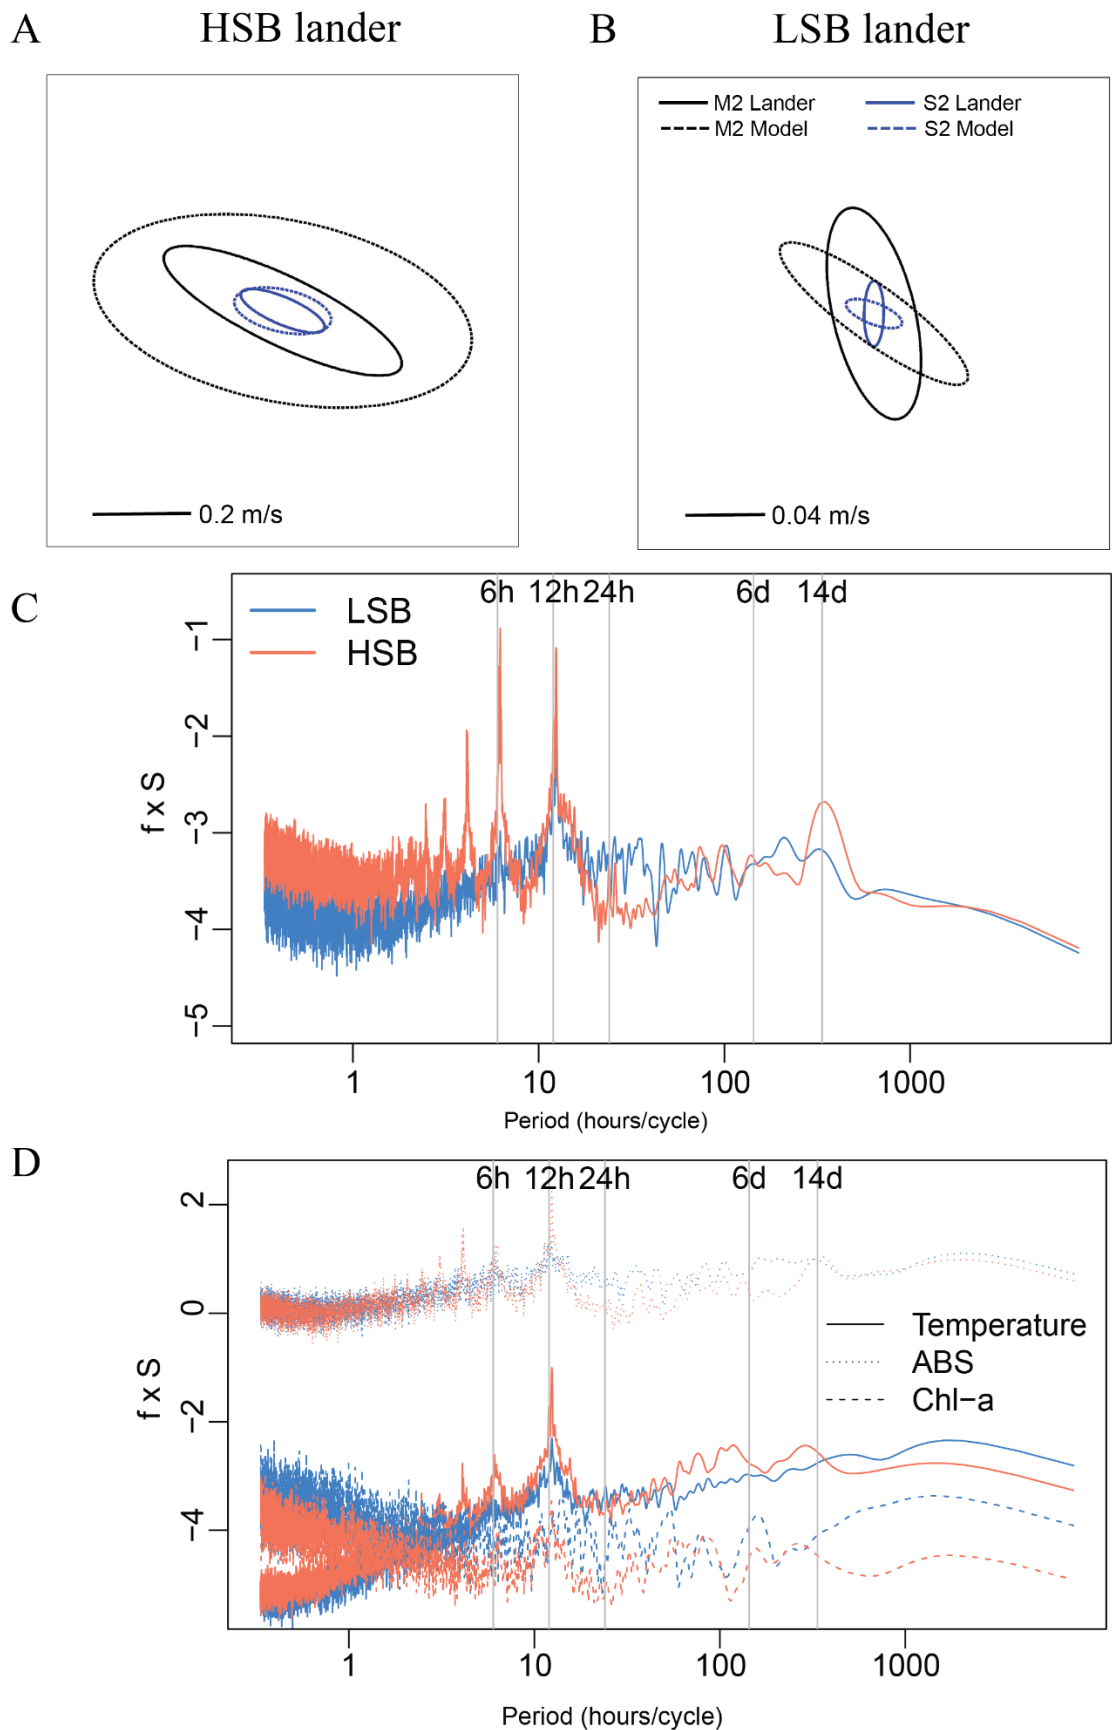 A HSB lander
B LSB lander
M2 Lander S2 Lander
M2 Model S2 Model
0.2 m/s
0.04 m/s
C
6h 12h 24h 6d 14d
LSB
HSB
−1
−2
−3
−4
−5
f x S
1 10 100 1000
Period (hours/cycle)
D
6h 12h 24h 6d 14d
2
0
−2
−4
f x S
Temperature
ABS
Chl−a
1 10 100 1000
Period (hours/cycle)